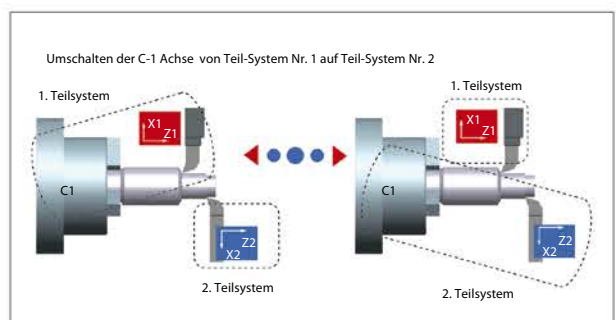 Umschalten der C-1 Achse von Teil-System Nr. 1 auf Teil-System Nr. 2
1. Teilsystem
X1
Z1
C1
Z2
X2
2. Teilsystem
1. Teilsystem
X1
Z1
C1
Z2
X2
2. Teilsystem